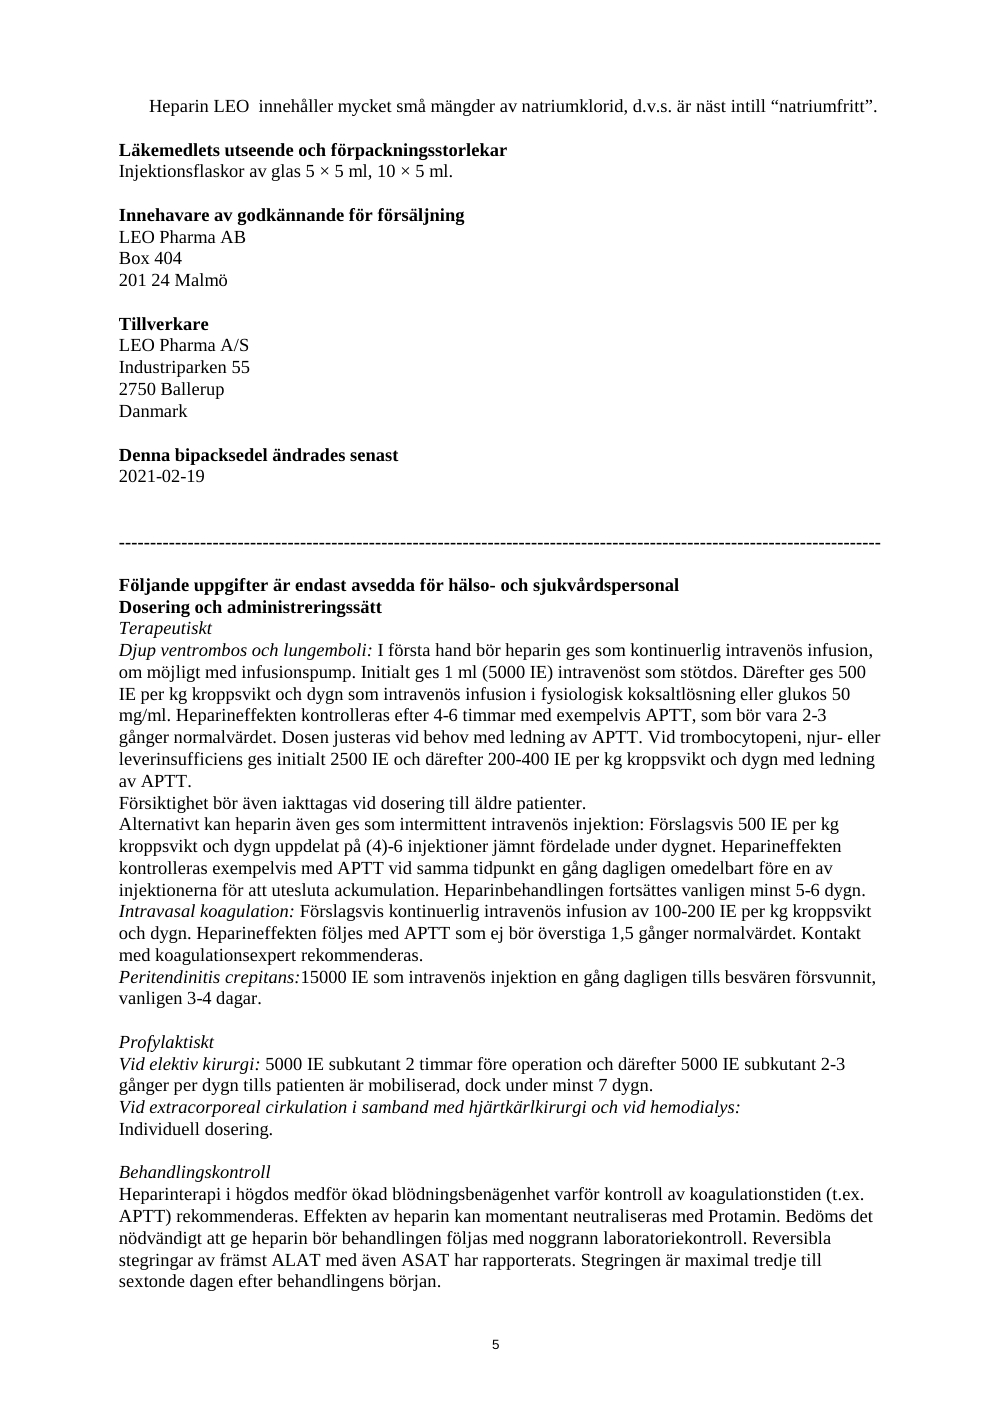 Heparin LEO  innehåller mycket små mängder av natriumklorid, d.v.s. är näst intill “natriumfritt”.
Läkemedlets utseende och förpackningsstorlekar
Injektionsflaskor av glas 5 × 5 ml, 10 × 5 ml.
Innehavare av godkännande för försäljning
LEO Pharma AB
Box 404
201 24 Malmö
Tillverkare
LEO Pharma A/S
Industriparken 55
2750 Ballerup
Danmark
Denna bipacksedel ändrades senast
2021-02-19
--------------------------------------------------------------------------------------------------------------------------
Följande uppgifter är endast avsedda för hälso- och sjukvårdspersonal
Dosering och administreringssätt
Terapeutiskt
Djup ventrombos och lungemboli: I första hand bör heparin ges som kontinuerlig intravenös infusion,
om möjligt med infusionspump. Initialt ges 1 ml (5000 IE) intravenöst som stötdos. Därefter ges 500
IE per kg kroppsvikt och dygn som intravenös infusion i fysiologisk koksaltlösning eller glukos 50
mg/ml. Heparineffekten kontrolleras efter 4-6 timmar med exempelvis APTT, som bör vara 2-3
gånger normalvärdet. Dosen justeras vid behov med ledning av APTT. Vid trombocytopeni, njur- eller
leverinsufficiens ges initialt 2500 IE och därefter 200-400 IE per kg kroppsvikt och dygn med ledning
av APTT.
Försiktighet bör även iakttagas vid dosering till äldre patienter.
Alternativt kan heparin även ges som intermittent intravenös injektion: Förslagsvis 500 IE per kg
kroppsvikt och dygn uppdelat på (4)-6 injektioner jämnt fördelade under dygnet. Heparineffekten
kontrolleras exempelvis med APTT vid samma tidpunkt en gång dagligen omedelbart före en av
injektionerna för att utesluta ackumulation. Heparinbehandlingen fortsättes vanligen minst 5-6 dygn.
Intravasal koagulation: Förslagsvis kontinuerlig intravenös infusion av 100-200 IE per kg kroppsvikt
och dygn. Heparineffekten följes med APTT som ej bör överstiga 1,5 gånger normalvärdet. Kontakt
med koagulationsexpert rekommenderas.
Peritendinitis crepitans:15000 IE som intravenös injektion en gång dagligen tills besvären försvunnit,
vanligen 3-4 dagar.
Profylaktiskt
Vid elektiv kirurgi: 5000 IE subkutant 2 timmar före operation och därefter 5000 IE subkutant 2-3
gånger per dygn tills patienten är mobiliserad, dock under minst 7 dygn.
Vid extracorporeal cirkulation i samband med hjärtkärlkirurgi och vid hemodialys:
Individuell dosering.
Behandlingskontroll
Heparinterapi i högdos medför ökad blödningsbenägenhet varför kontroll av koagulationstiden (t.ex.
APTT) rekommenderas. Effekten av heparin kan momentant neutraliseras med Protamin. Bedöms det
nödvändigt att ge heparin bör behandlingen följas med noggrann laboratoriekontroll. Reversibla
stegringar av främst ALAT med även ASAT har rapporterats. Stegringen är maximal tredje till
sextonde dagen efter behandlingens början.
5